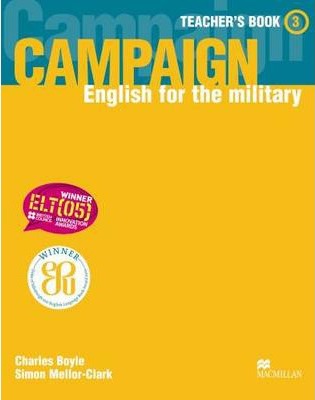 Campaign
TEACHER'S BOOK 3
CAMPAIGN
English for the military
WINNER
ELT(05)
BRITISH COUNCIL
INNOVATION AWARDS
WINNER
Charles Boyle
Simon Mellor-Clark
MACMILLAN